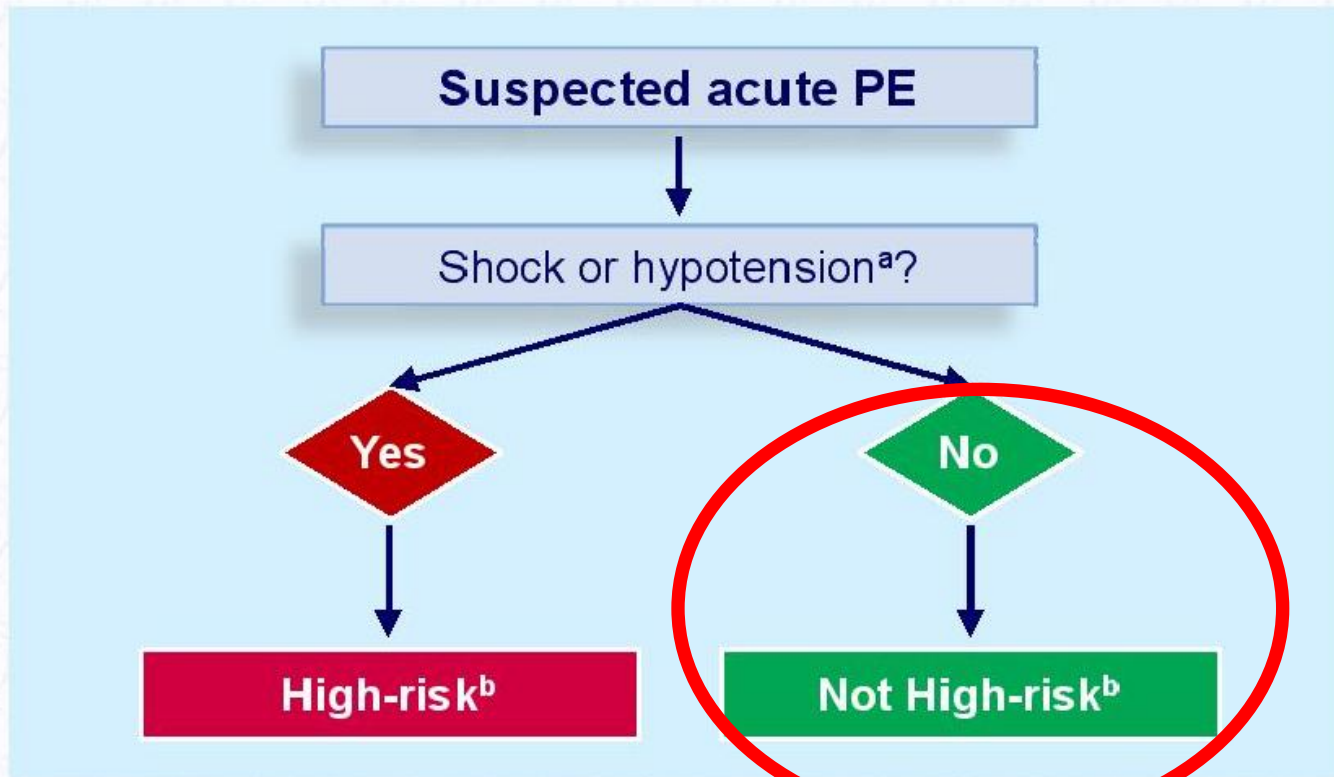 Suspected acute PE
Shock or hypotensionᵃ?
Yes
No
High-riskᵇ
Not High-riskᵇ